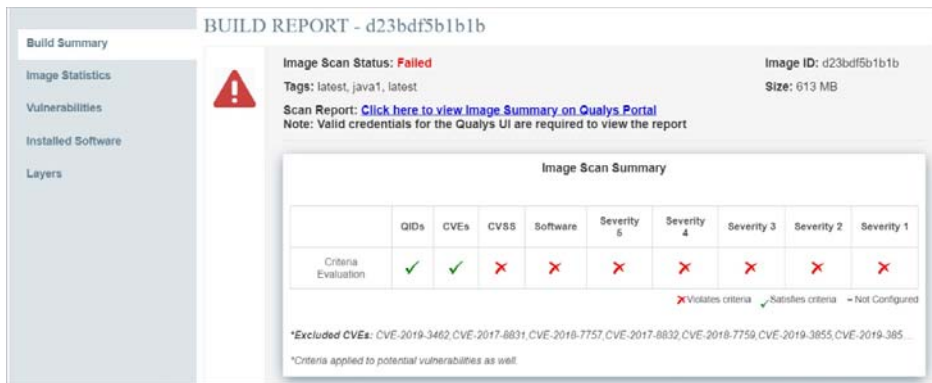 BUILD REPORT - d23bdf5b1b1b
Build Summary
Image Statistics
Vulnerabilities
Installed Software
Layers
Image Scan Status: Failed
Image ID: d23bdf5b1b1b
Tags: latest, java1, latest
Size: 613 MB
Scan Report: Click here to view Image Summary on Qualys Portal
Note: Valid credentials for the Qualys UI are required to view the report
Image Scan Summary
QIDs CVEs CVSS Software Severity 5 Severity 4 Severity 3 Severity 2 Severity 1
Criteria Evaluation
Violates criteria Satisfies criteria - Not Configured
*Excluded CVEs: CVE-2019-3462,CVE-2017-8831,CVE-2018-7757,CVE-2017-8832,CVE-2018-7759,CVE-2019-3855,CVE-2019-385...
*Criteria applied to potential vulnerabilities as well.